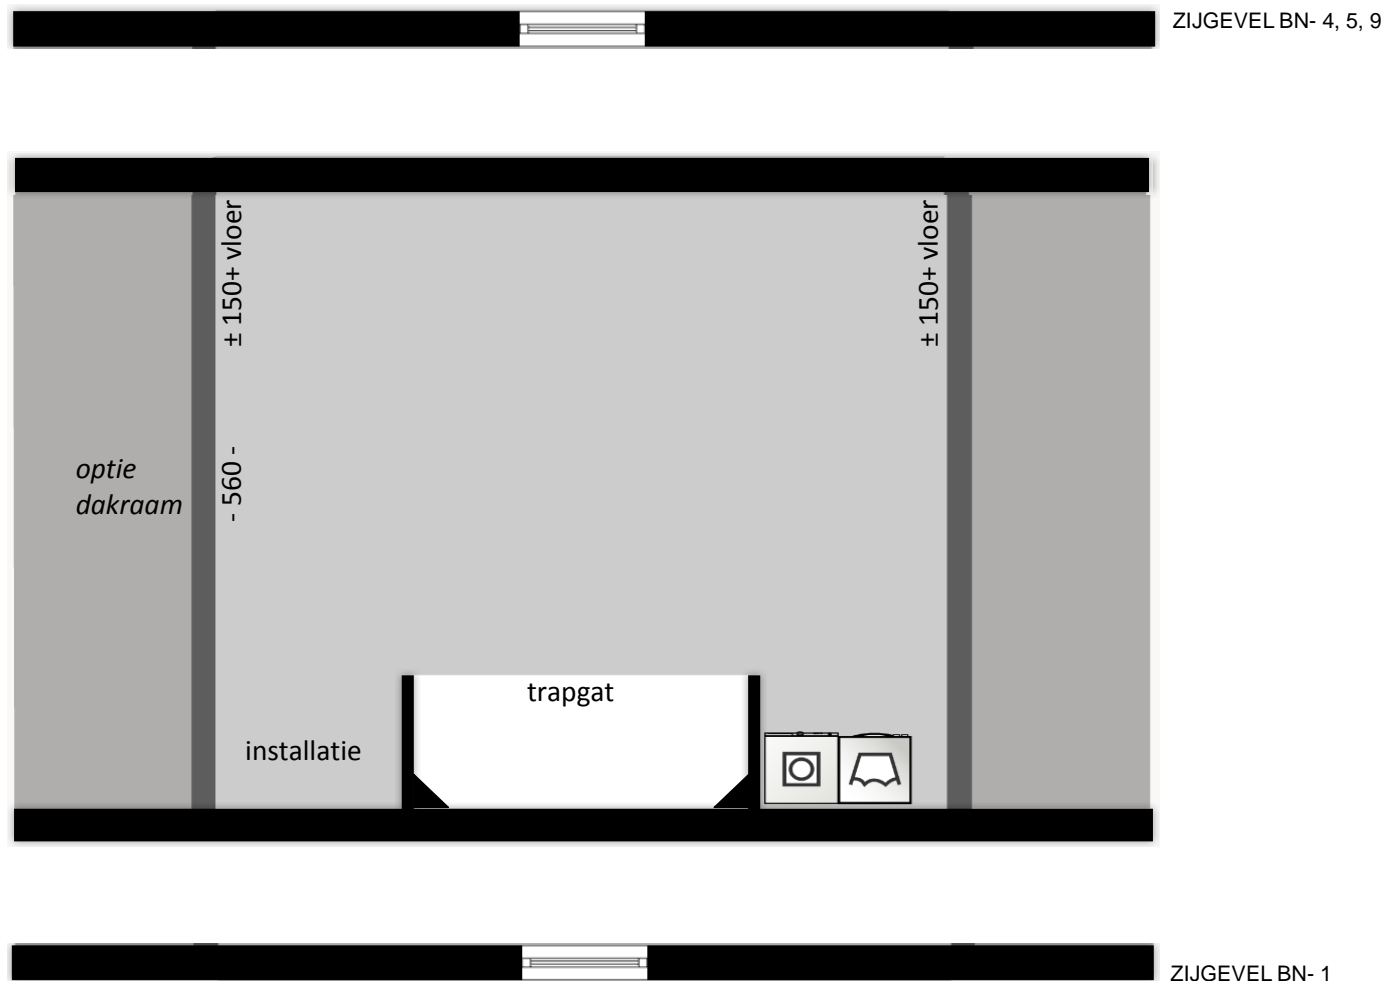 ZIJGEVEL BN- 4, 5, 9
± 150+ vloer
± 150+ vloer
optie
dakraam
- 560 -
trapgat
installatie
ZIJGEVEL BN- 1